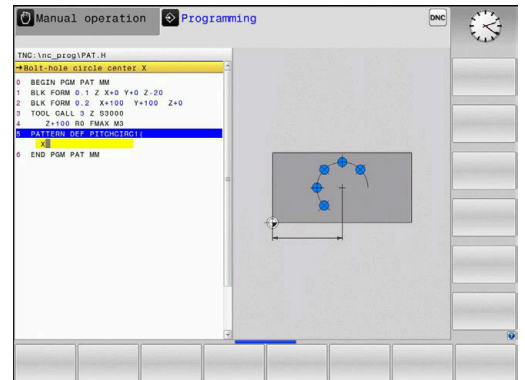 Manual operation
Programming
DNC
TNC:\nc_prog\PAT.H
→Bolt-hole circle center X
0 BEGIN PGM PAT MM
1 BLK FORM 0.1 Z X+0 Y+0 Z-20
2 BLK FORM 0.2 X+100 Y+100 Z+0
3 TOOL CALL 3 Z S3000
4 Z+100 R0 FMAX M3
5 PATTERN DEF PITCHCIRC1(
X
6 END PGM PAT MM